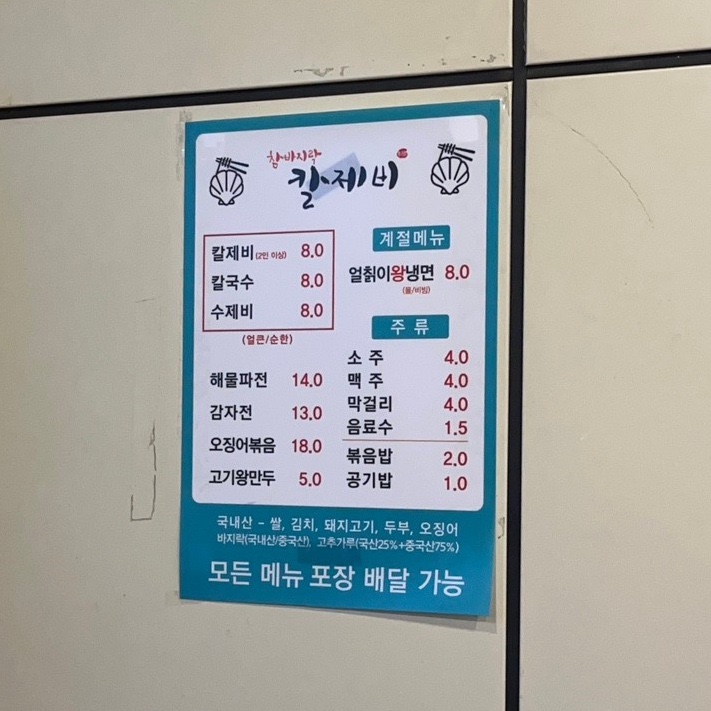 참바지락
칼제비
칼제비 (2인 이상) 8.0
칼국수 8.0
수제비 8.0
(얼큰/순한)
해물파전 14.0
감자전 13.0
오징어볶음 18.0
고기왕만두 5.0
계절메뉴
얼칡이왕냉면 8.0
(물/비빔)
주 류
소 주 4.0
맥 주 4.0
막걸리 4.0
음료수 1.5
볶음밥 2.0
공기밥 1.0
국내산 - 쌀, 김치, 돼지고기, 두부, 오징어
바지락(국내산/중국산), 고추가루(국산25%+중국산75%)
모든 메뉴 포장 배달 가능